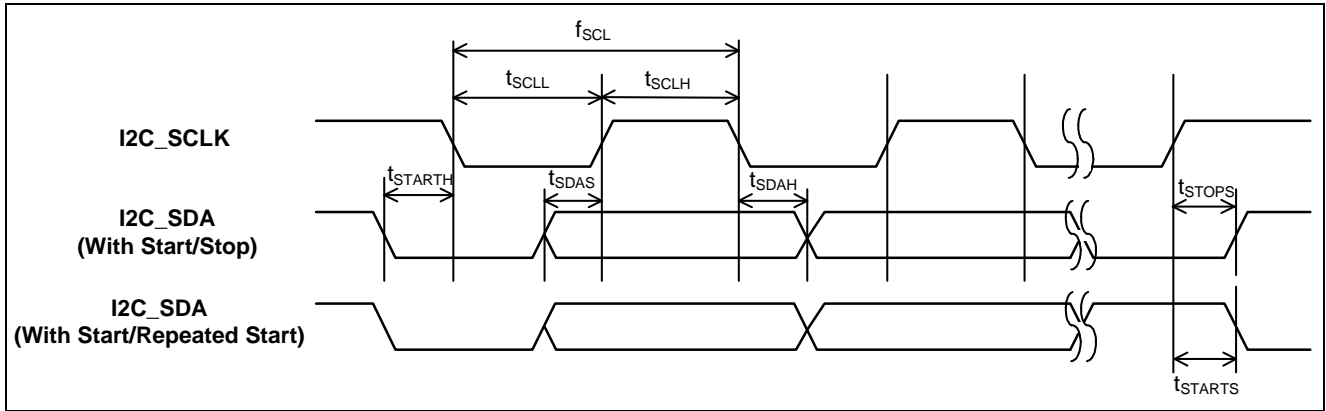 fSCL
tSCLL
tSCLH
I2C_SCLK
tSTARTH
tSDAS
tSDAH
tSTOPS
I2C_SDA
(With Start/Stop)
I2C_SDA
(With Start/Repeated Start)
tSTARTS